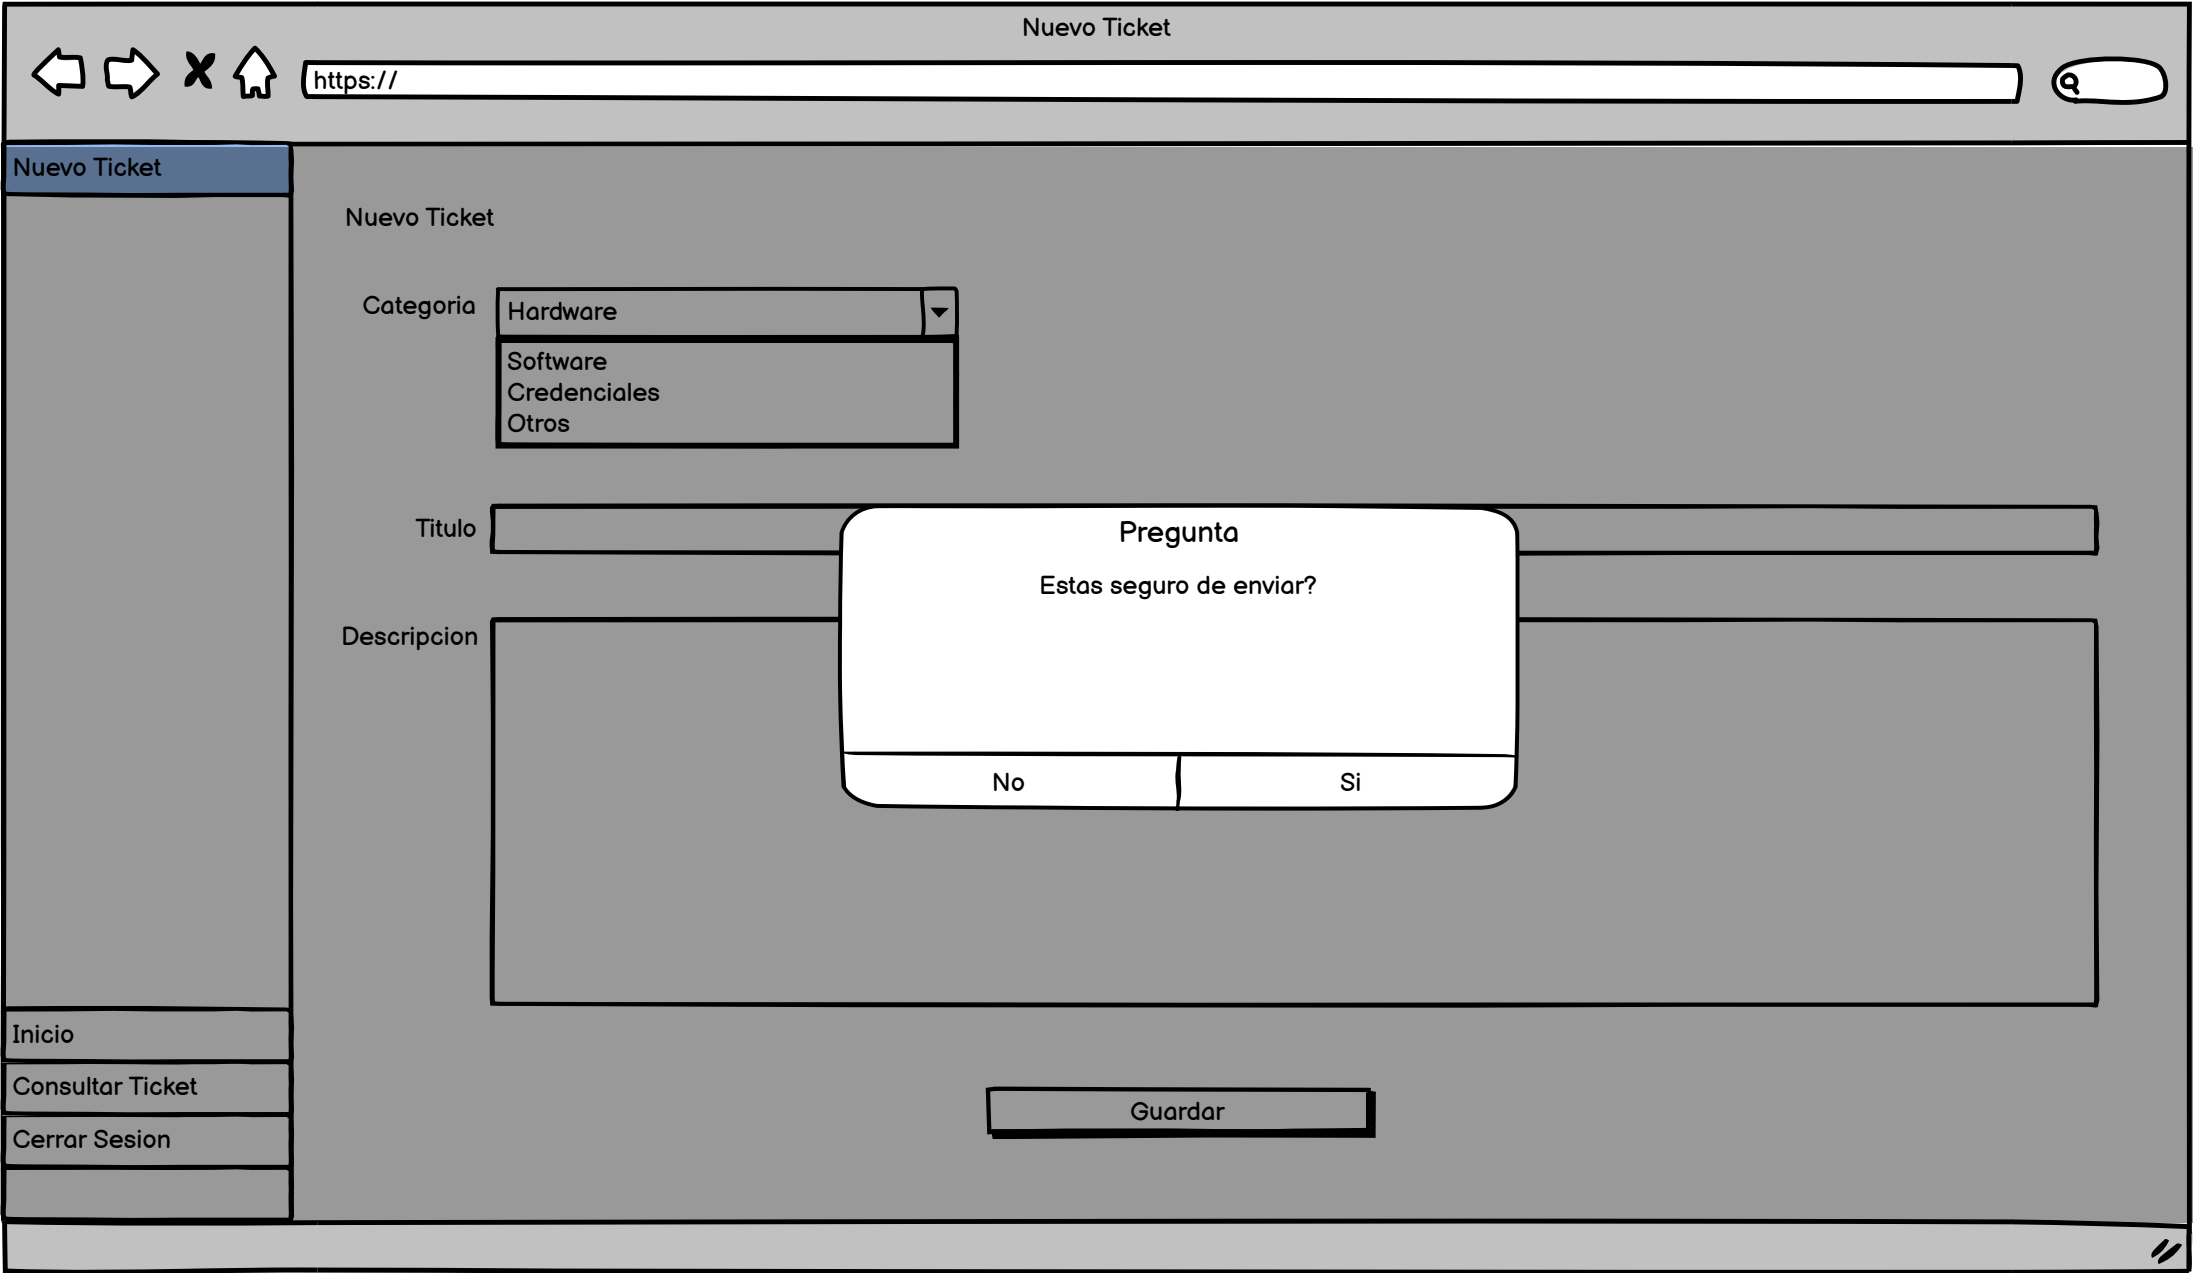 Nuevo Ticket
https://
Nuevo Ticket
Nuevo Ticket
Categoria
Hardware
Software
Credenciales
Otros
Titulo
Pregunta
Estas seguro de enviar?
Descripcion
No
Si
Inicio
Consultar Ticket
Cerrar Sesion
Guardar